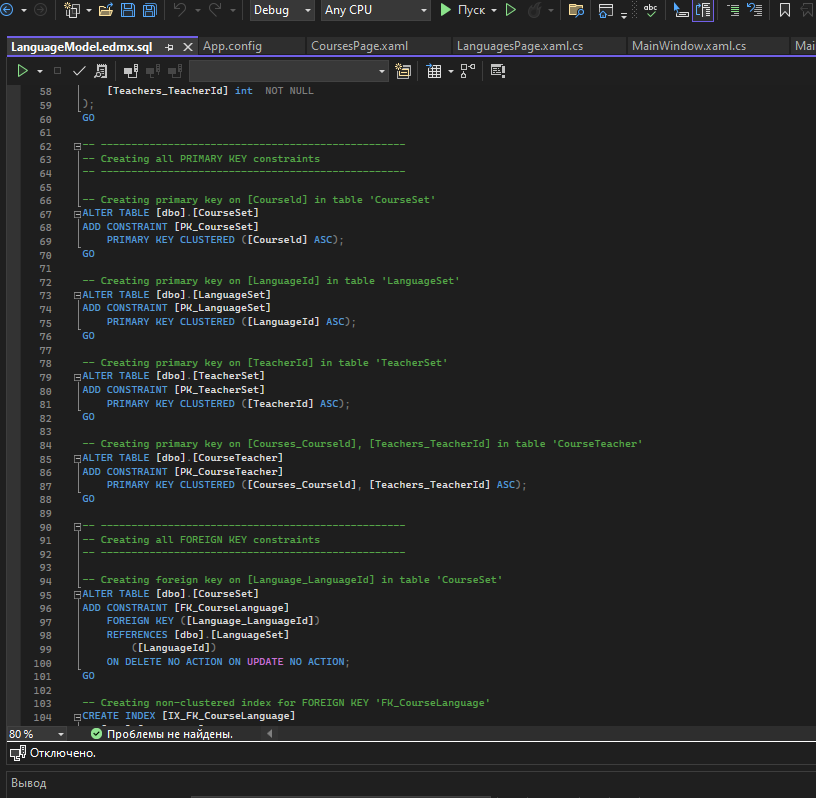 Debug Any CPU Пуск
LanguageModel.edmx.sql App.config CoursesPage.xaml LanguagesPage.xaml.cs MainWindow.xaml.cs Mai
58 [Teachers_TeacherId] int NOT NULL
59 );
60 GO
61
62 -- --------------------------------------------------
63 -- Creating all PRIMARY KEY constraints
64 -- --------------------------------------------------
65
66 -- Creating primary key on [CourseId] in table 'CourseSet'
67 ALTER TABLE [dbo].[CourseSet]
68 ADD CONSTRAINT [PK_CourseSet]
69 PRIMARY KEY CLUSTERED ([CourseId] ASC);
70 GO
71
72 -- Creating primary key on [LanguageId] in table 'LanguageSet'
73 ALTER TABLE [dbo].[LanguageSet]
74 ADD CONSTRAINT [PK_LanguageSet]
75 PRIMARY KEY CLUSTERED ([LanguageId] ASC);
76 GO
77
78 -- Creating primary key on [TeacherId] in table 'TeacherSet'
79 ALTER TABLE [dbo].[TeacherSet]
80 ADD CONSTRAINT [PK_TeacherSet]
81 PRIMARY KEY CLUSTERED ([TeacherId] ASC);
82 GO
83
84 -- Creating primary key on [Courses_CourseId], [Teachers_TeacherId] in table 'CourseTeacher'
85 ALTER TABLE [dbo].[CourseTeacher]
86 ADD CONSTRAINT [PK_CourseTeacher]
87 PRIMARY KEY CLUSTERED ([Courses_CourseId], [Teachers_TeacherId] ASC);
88 GO
89
90 -- --------------------------------------------------
91 -- Creating all FOREIGN KEY constraints
92 -- --------------------------------------------------
93
94 -- Creating foreign key on [Language_LanguageId] in table 'CourseSet'
95 ALTER TABLE [dbo].[CourseSet]
96 ADD CONSTRAINT [FK_CourseLanguage]
97 FOREIGN KEY ([Language_LanguageId])
98 REFERENCES [dbo].[LanguageSet]
99 ([LanguageId])
100 ON DELETE NO ACTION ON UPDATE NO ACTION;
101 GO
102
103 -- Creating non-clustered index for FOREIGN KEY 'FK_CourseLanguage'
104 CREATE INDEX [IX_FK_CourseLanguage]
80 % Проблемы не найдены.
Отключено.
Вывод